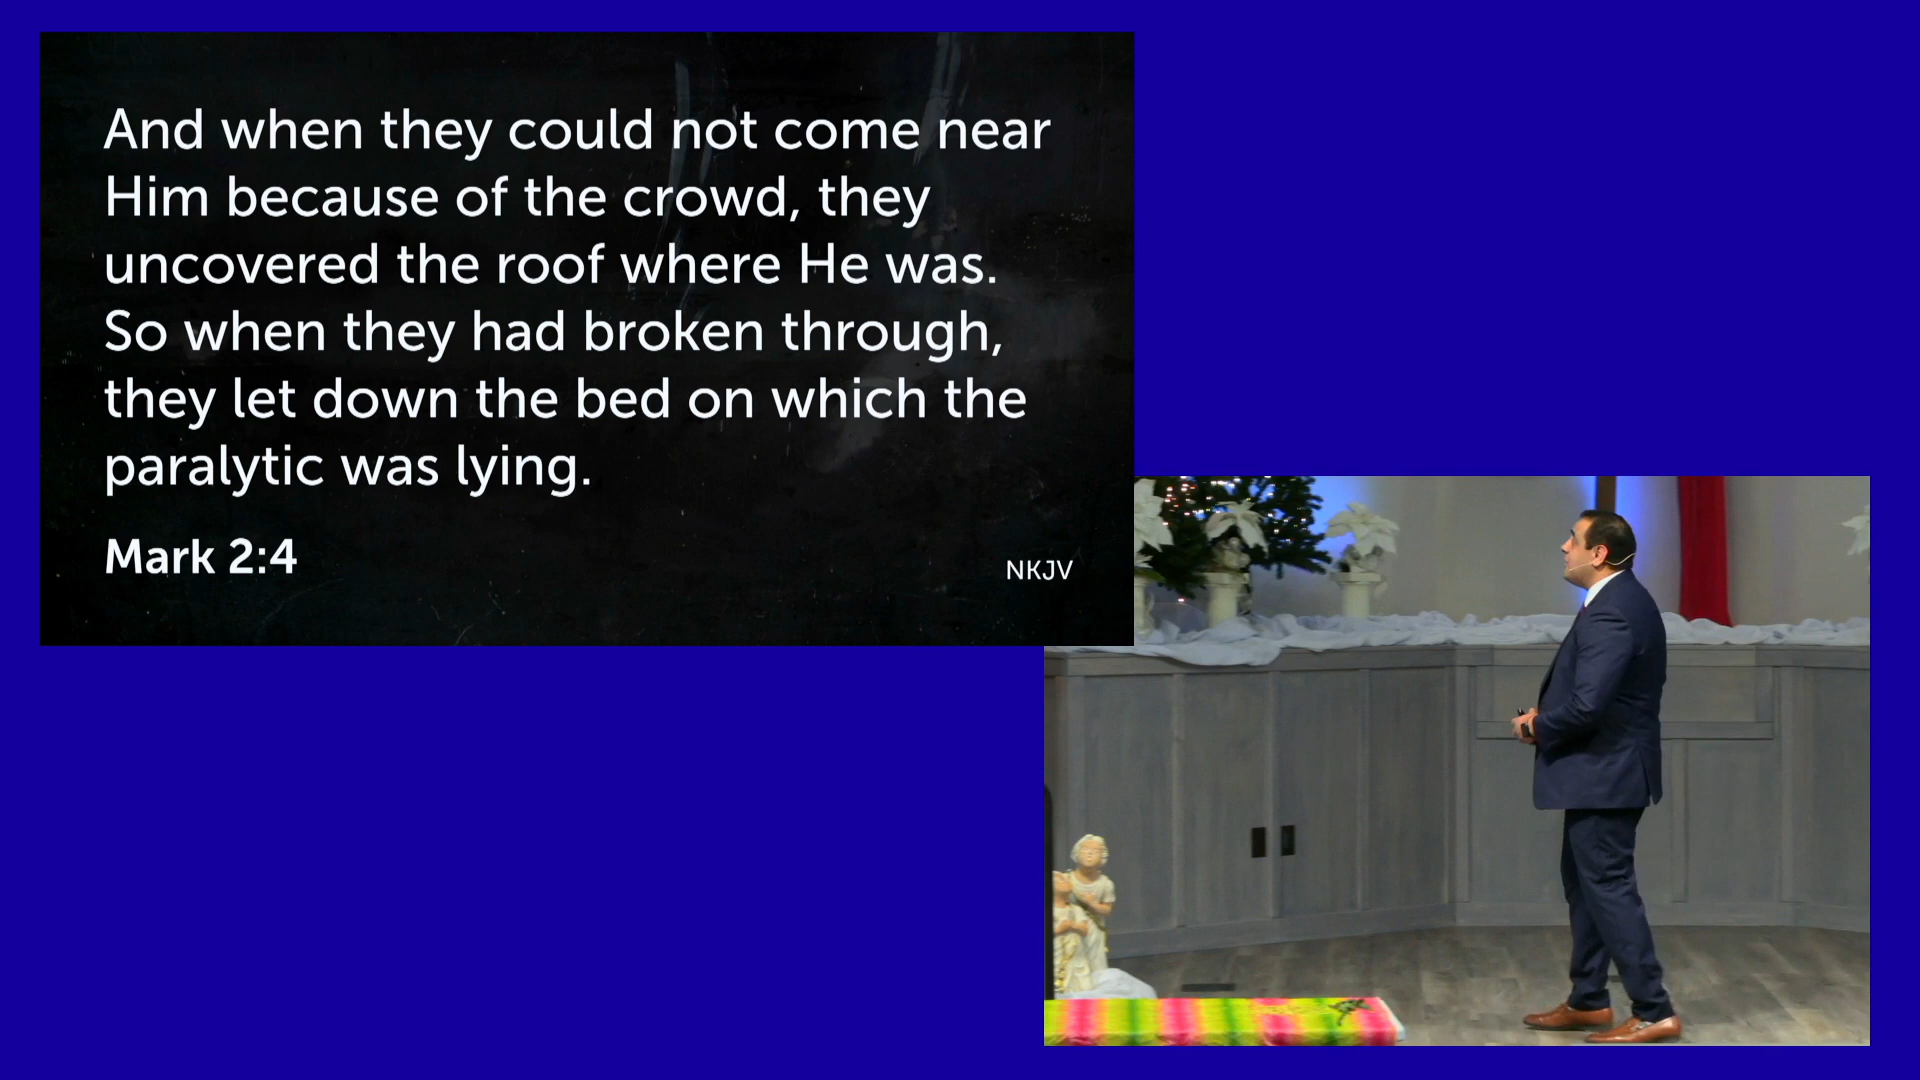 And when they could not come near
Him because of the crowd, they
uncovered the roof where He was.
So when they had broken through,
they let down the bed on which the
paralytic was lying.
Mark 2:4
NKJV